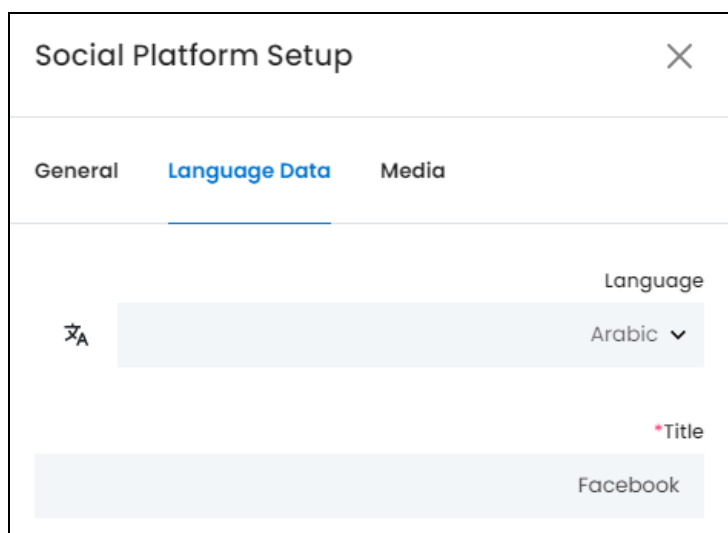 Social Platform Setup
General Language Data Media
Language
Arabic
*Title
Facebook